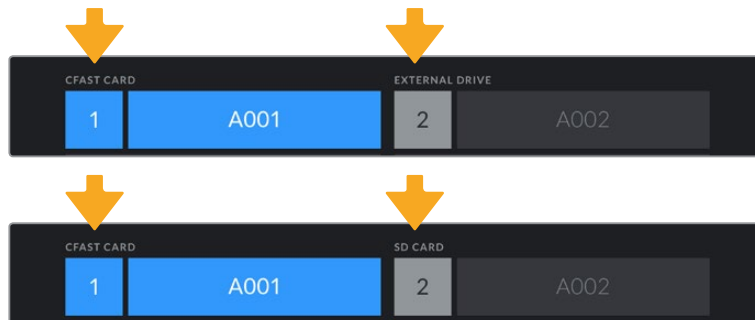 CFAST CARD EXTERNAL DRIVE
1 A001 2 A002
CFAST CARD SD CARD
1 A001 2 A002